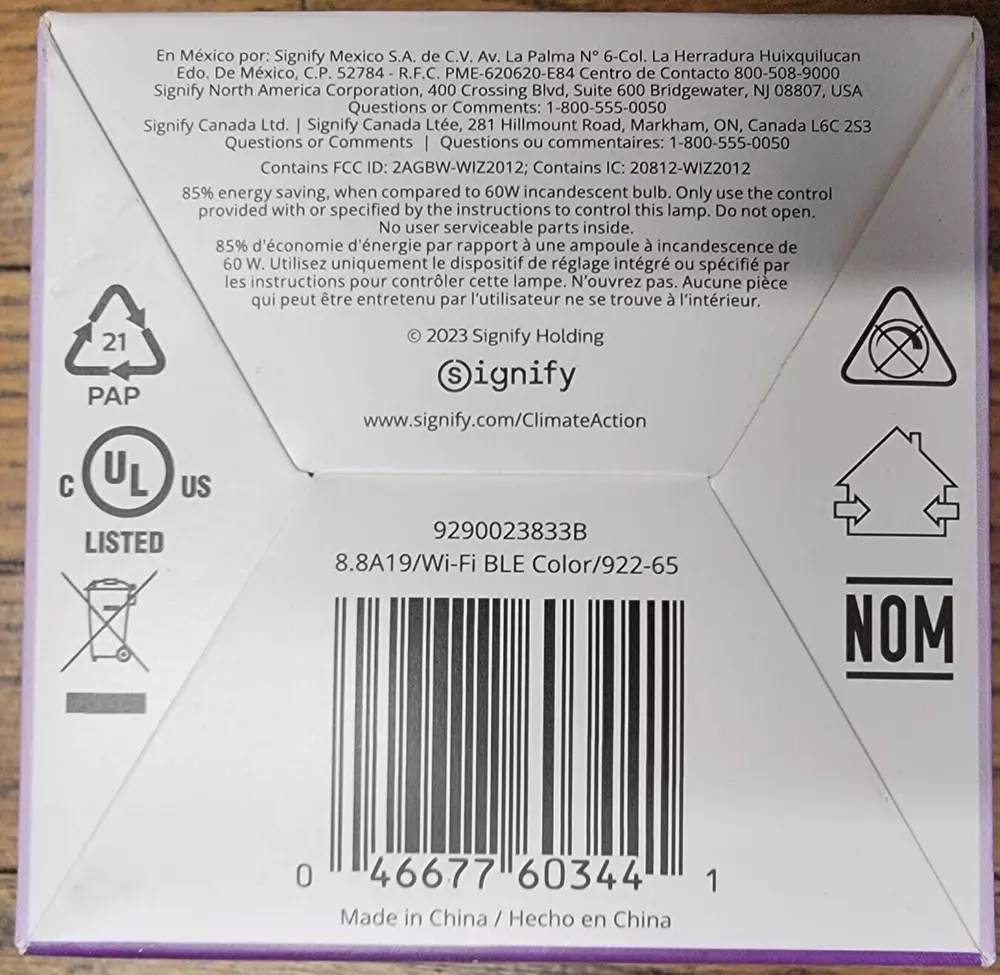 En México por: Signify Mexico S.A. de C.V. Av. La Palma N° 6-Col. La Herradura Huixquilucan
Edo. De México, C.P. 52784 - R.F.C. PME-620620-E84 Centro de Contacto 800-508-9000
Signify North America Corporation, 400 Crossing Blvd, Suite 600 Bridgewater, NJ 08807, USA
Questions or Comments: 1-800-555-0050
Signify Canada Ltd. | Signify Canada Ltée, 281 Hillmount Road, Markham, ON, Canada L6C 2S3
Questions or Comments | Questions ou commentaires: 1-800-555-0050
Contains FCC ID: 2AGBW-WIZ2012; Contains IC: 20812-WIZ2012
85% energy saving, when compared to 60W incandescent bulb. Only use the control
provided with or specified by the instructions to control this lamp. Do not open.
No user serviceable parts inside.
85% d'économie d'énergie par rapport à une ampoule à incandescence de
60 W. Utilisez uniquement le dispositif de réglage intégré ou spécifié par
les instructions pour contrôler cette lampe. N'ouvrez pas. Aucune pièce
qui peut être entretenu par l'utilisateur ne se trouve à l'intérieur.
© 2023 Signify Holding
Signify
www.signify.com/ClimateAction
21
PAP
C UL US
LISTED
NOM
9290023833B
8.8A19/Wi-Fi BLE Color/922-65
0 46677 60344 1
Made in China / Hecho en China